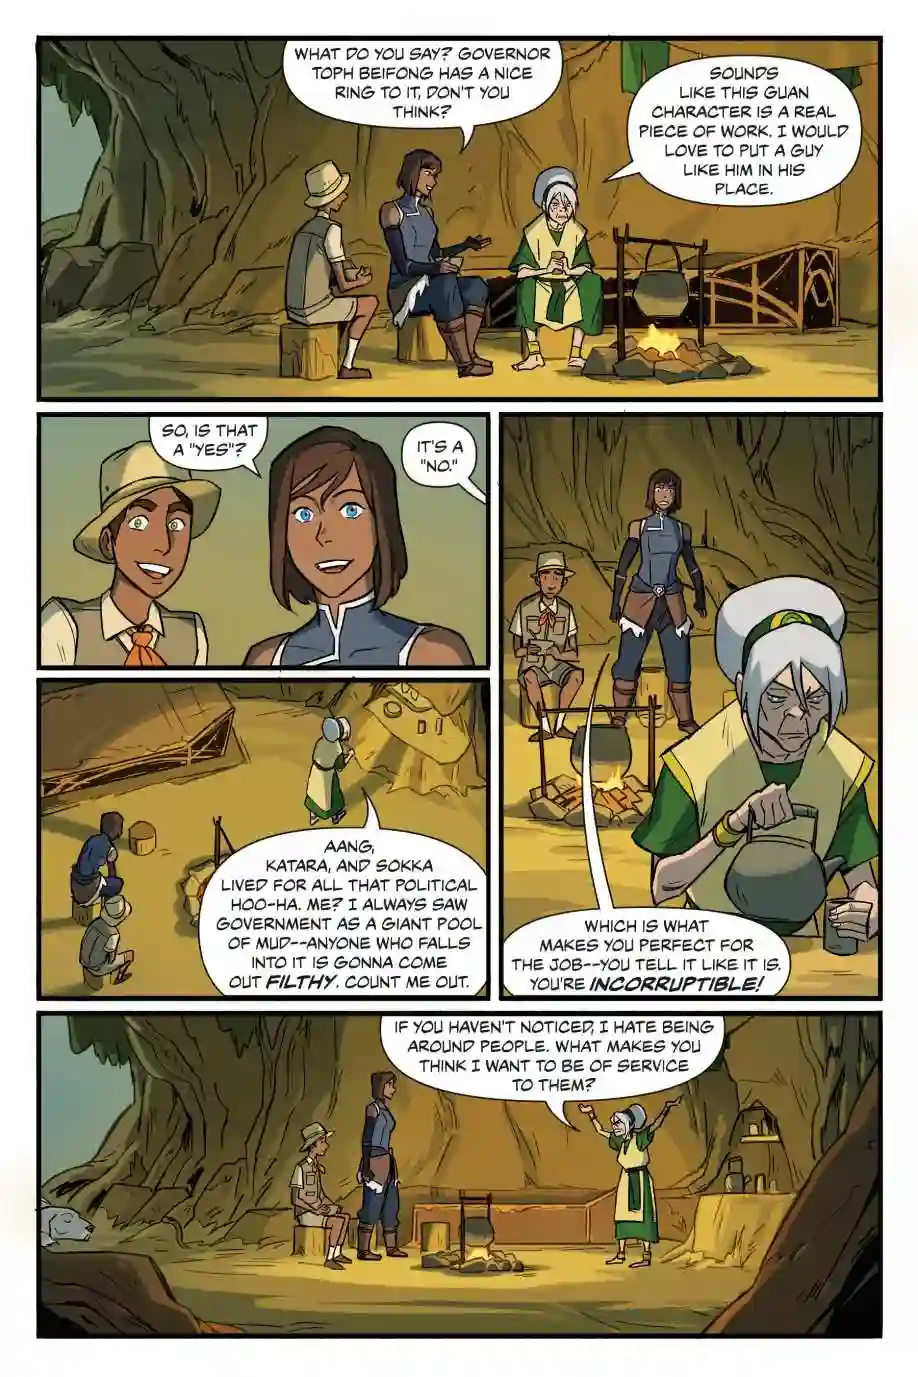 WHAT DO YOU SAY? GOVERNOR
TOPH BEIFONG HAS A NICE
RING TO IT, DON'T YOU
THINK?
SOUNDS
LIKE THIS GUAN
CHARACTER IS A REAL
PIECE OF WORK. I WOULD
LOVE TO PUT A GUY
LIKE HIM IN HIS
PLACE.
SO, IS THAT
A "YES"?
IT'S A
"NO."
AANG,
KATARA, AND SOKKA
LIVED FOR ALL THAT POLITICAL
HOO-HA. ME? I ALWAYS SAW
GOVERNMENT AS A GIANT POOL
OF MUD--ANYONE WHO FALLS
INTO IT IS GONNA COME
OUT FILTHY. COUNT ME OUT.
WHICH IS WHAT
MAKES YOU PERFECT FOR
THE JOB--YOU TELL IT LIKE IT IS.
YOU'RE INCORRUPTIBLE!
IF YOU HAVEN'T NOTICED, I HATE BEING
AROUND PEOPLE. WHAT MAKES YOU
THINK I WANT TO BE OF SERVICE
TO THEM?